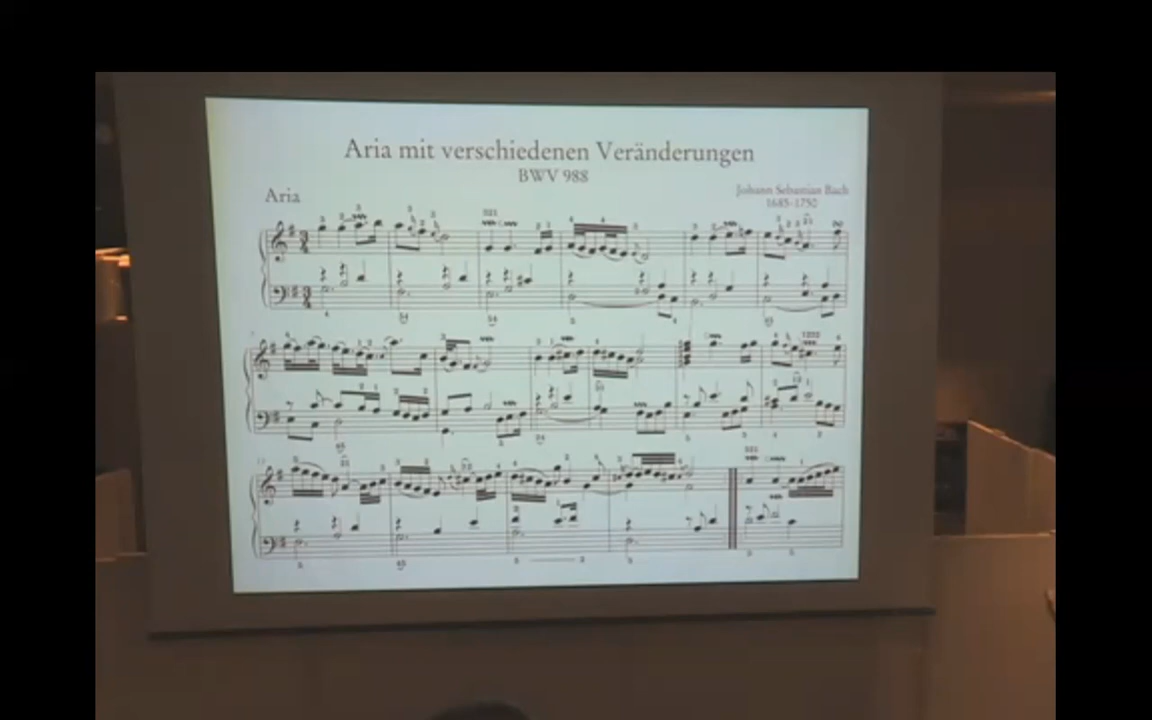 Aria mit verschiedenen Veränderungen
BWV 988
Aria
Johann Sebastian Bach
1685-1750